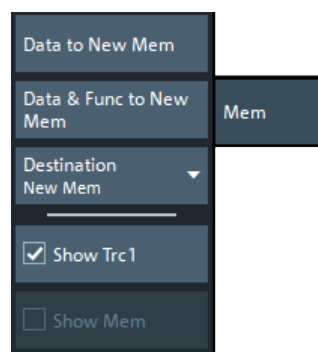 Data to New Mem
Data & Func to New
Mem
Mem
Destination
New Mem
Show Trc1
Show Mem